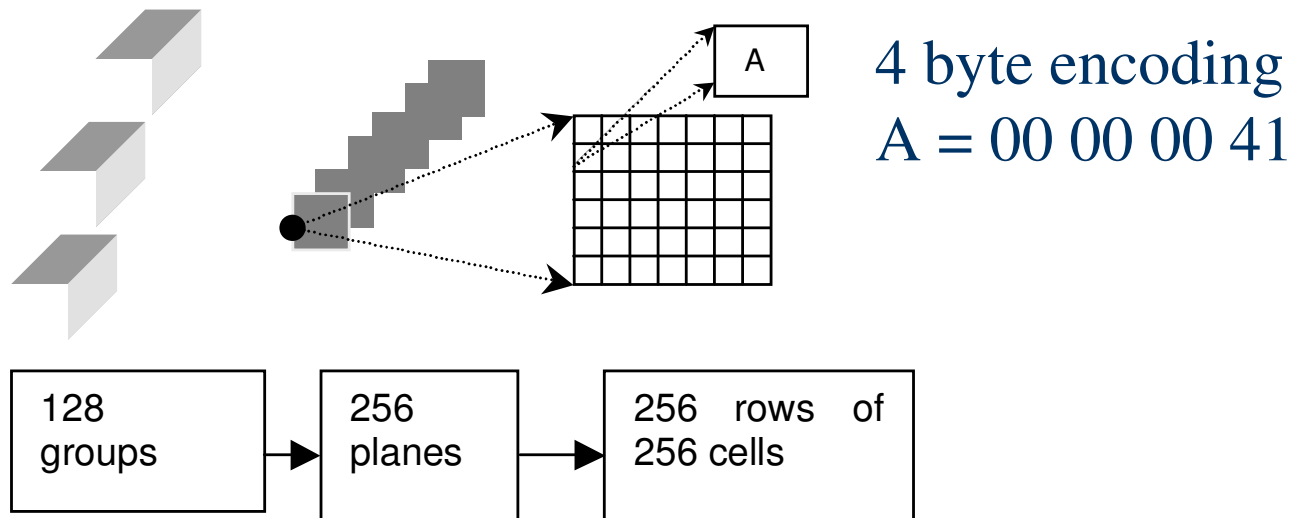 A
4 byte encoding
A = 00 00 00 41
128
groups
256
planes
256 rows of
256 cells